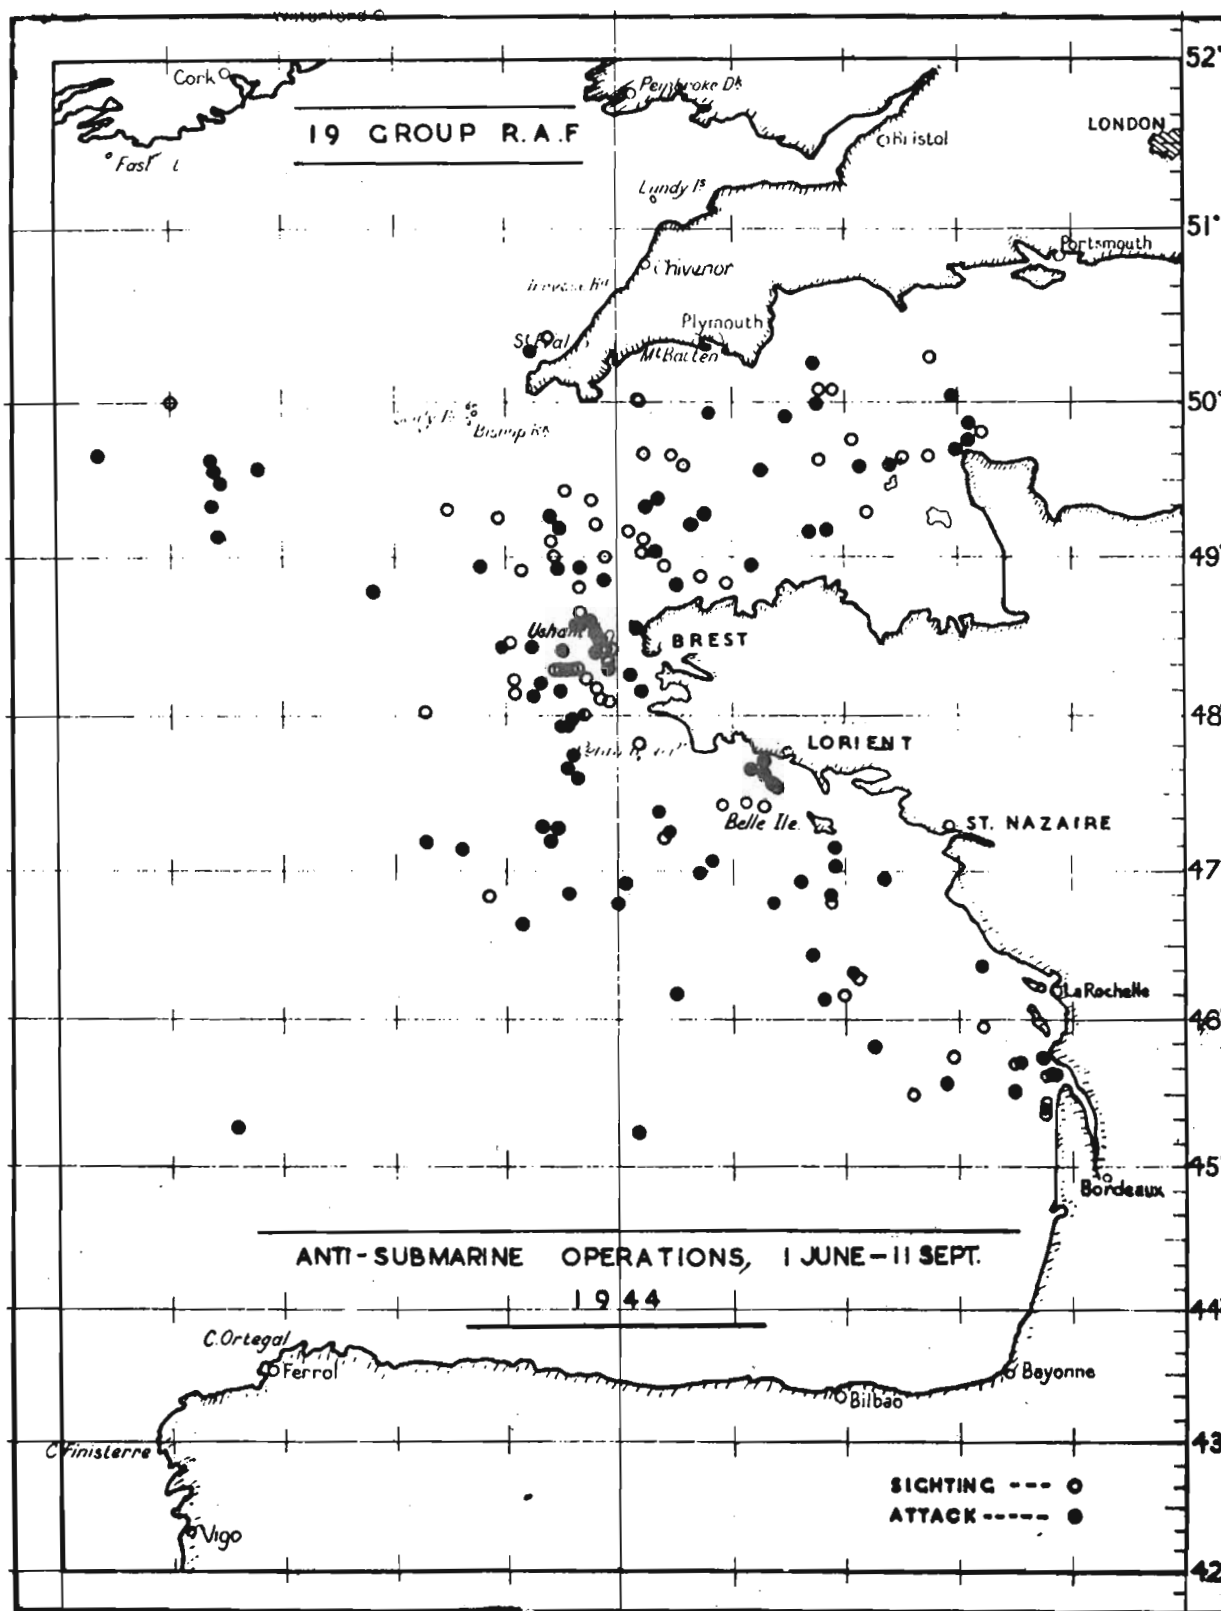 52°
Cork
Pembroke Dk
19 GROUP R.A.F
LONDON
Bristol
Fast
Lundy Is
51°
Portsmouth
Chivenor
Plymouth
Mt Batten
50°
Bishop Rk
49
Ushant
BREST
48
LORIENT
Belle Ile
ST. NAZAIRE
47
La Rochelle
46
45
Bordeaux
ANTI-SUBMARINE OPERATIONS, 1 JUNE-11 SEPT.
1944
44
C. Ortegal
Ferrol
Bayonne
Bilbao
C Finisterre
43
SIGHTING --- O
ATTACK ----- ●
Vigo
42